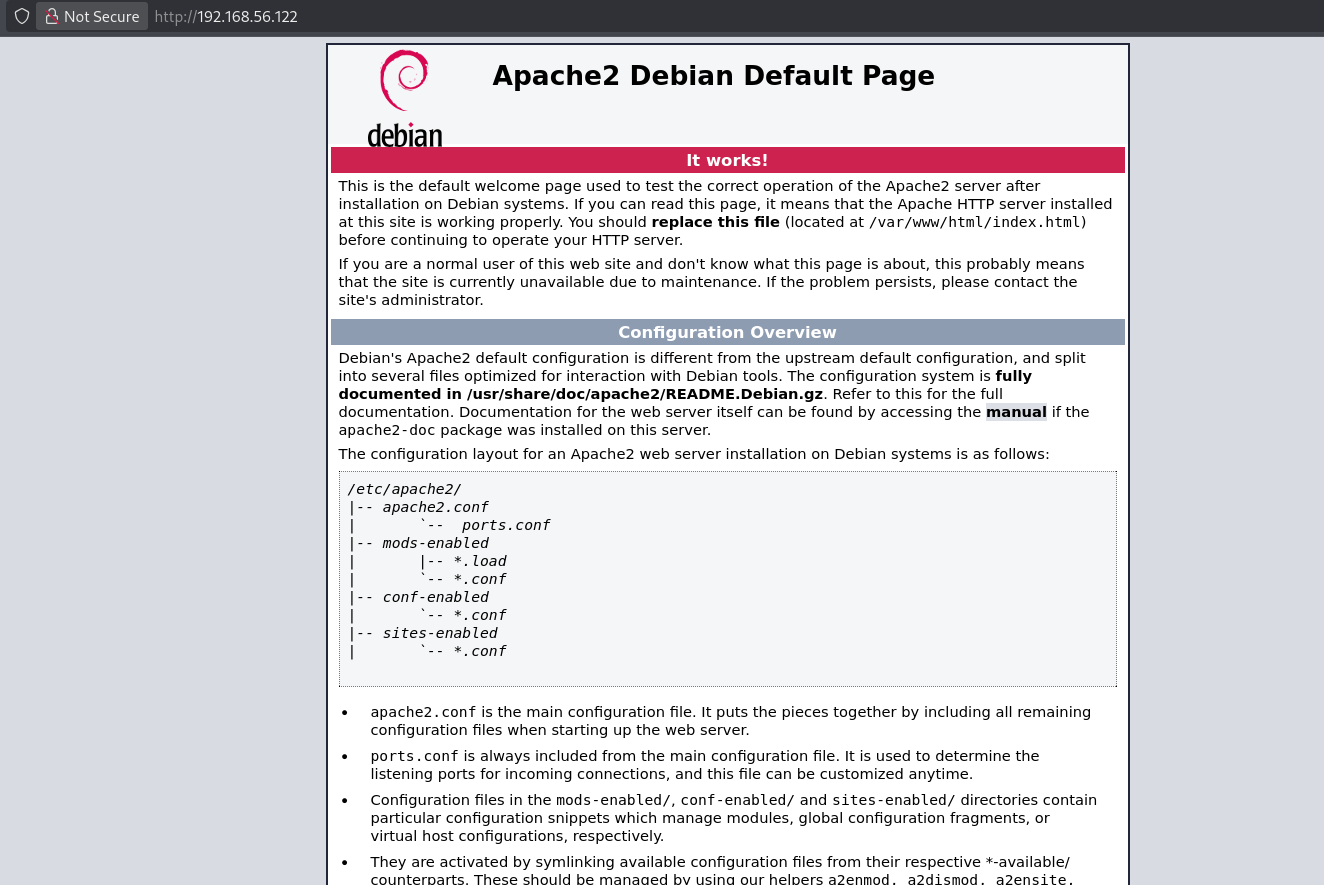 Not Secure http://192.168.56.122
Apache2 Debian Default Page
debian
It works!
This is the default welcome page used to test the correct operation of the Apache2 server after
installation on Debian systems. If you can read this page, it means that the Apache HTTP server installed
at this site is working properly. You should replace this file (located at /var/www/html/index.html)
before continuing to operate your HTTP server.
If you are a normal user of this web site and don't know what this page is about, this probably means
that the site is currently unavailable due to maintenance. If the problem persists, please contact the
site's administrator.
Configuration Overview
Debian's Apache2 default configuration is different from the upstream default configuration, and split
into several files optimized for interaction with Debian tools. The configuration system is fully
documented in /usr/share/doc/apache2/README.Debian.gz. Refer to this for the full
documentation. Documentation for the web server itself can be found by accessing the manual if the
apache2-doc package was installed on this server.
The configuration layout for an Apache2 web server installation on Debian systems is as follows:
/etc/apache2/
|-- apache2.conf
|       `--  ports.conf
|-- mods-enabled
|       |-- *.load
|       `-- *.conf
|-- conf-enabled
|       `-- *.conf
|-- sites-enabled
|       `-- *.conf
• apache2.conf is the main configuration file. It puts the pieces together by including all remaining
configuration files when starting up the web server.
• ports.conf is always included from the main configuration file. It is used to determine the
listening ports for incoming connections, and this file can be customized anytime.
• Configuration files in the mods-enabled/, conf-enabled/ and sites-enabled/ directories contain
particular configuration snippets which manage modules, global configuration fragments, or
virtual host configurations, respectively.
• They are activated by symlinking available configuration files from their respective *-available/
counterparts. These should be managed by using our helpers a2enmod, a2dismod, a2ensite,